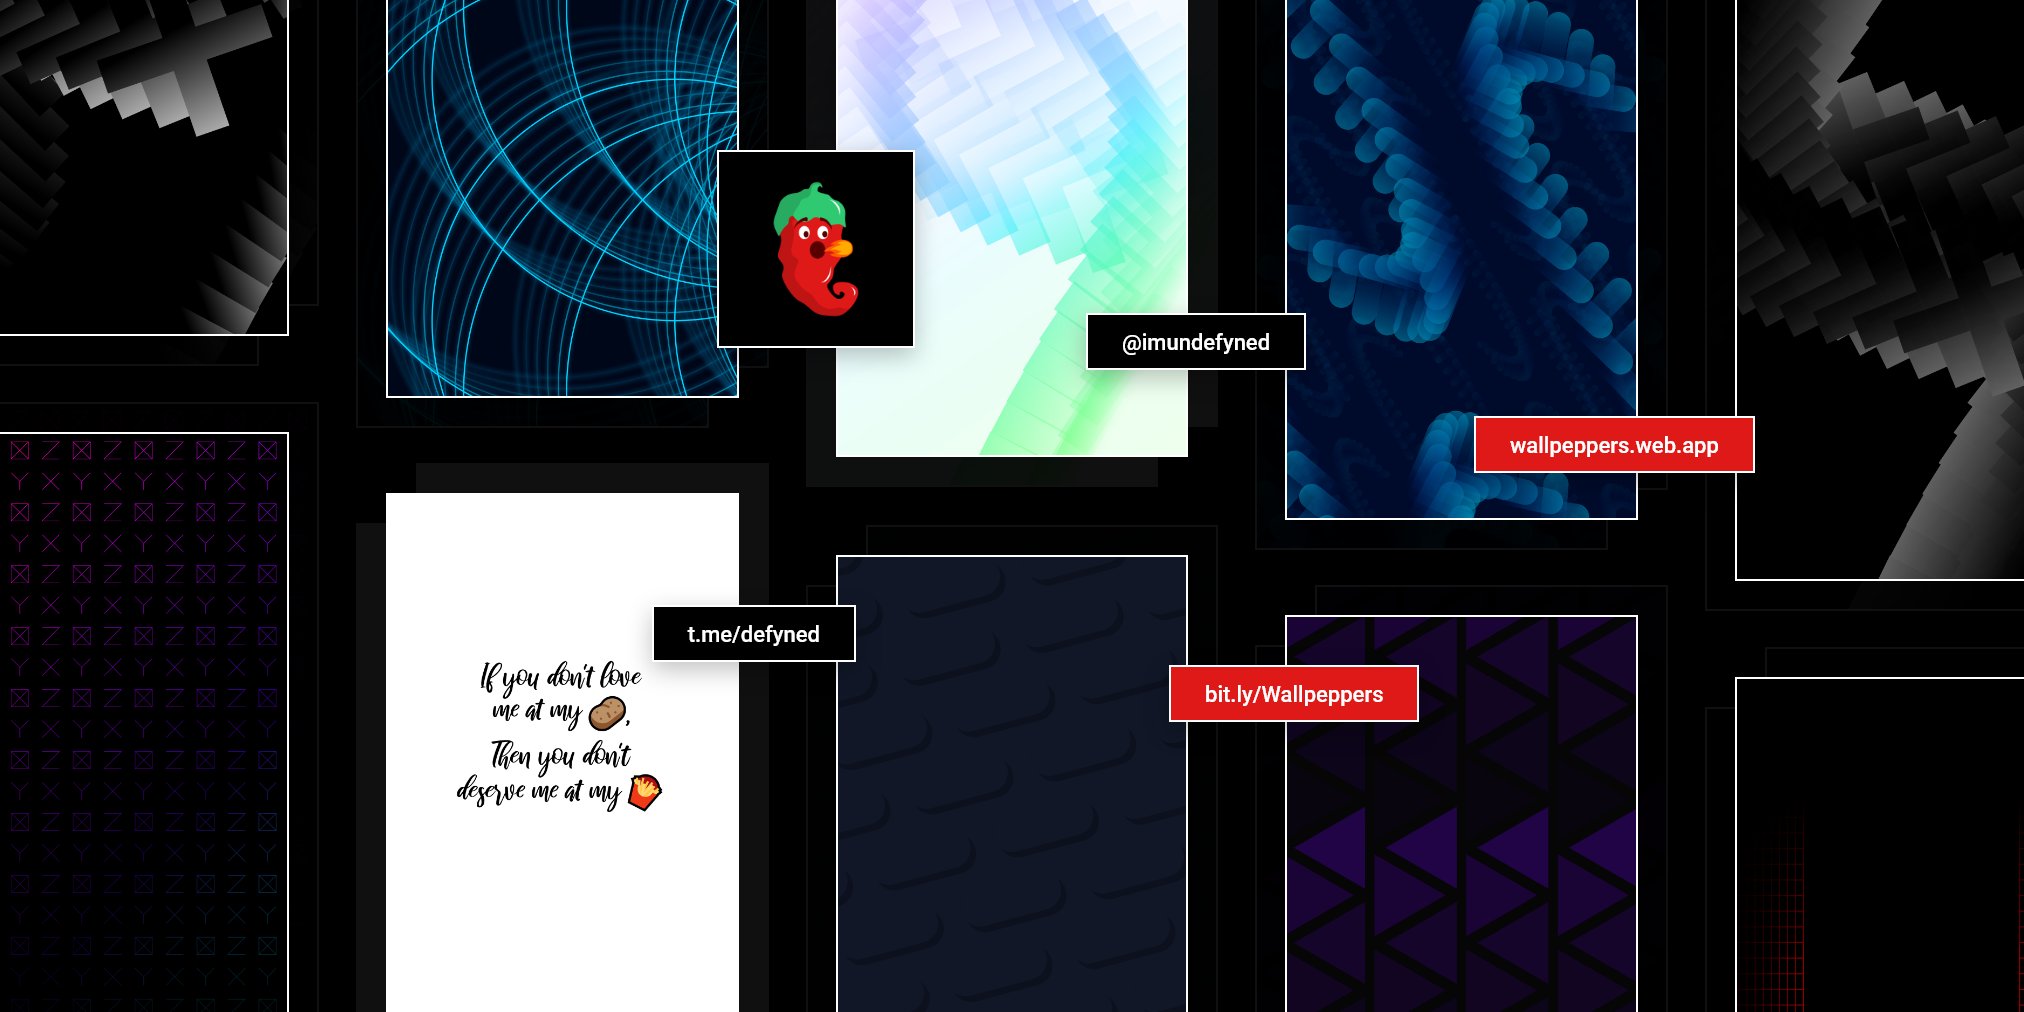 @imundefyned
wallpeppers.web.app
t.me/defyned
If you don't love
me at my 🥔,
Then you don't
deserve me at my 🍟
bit.ly/Wallpeppers